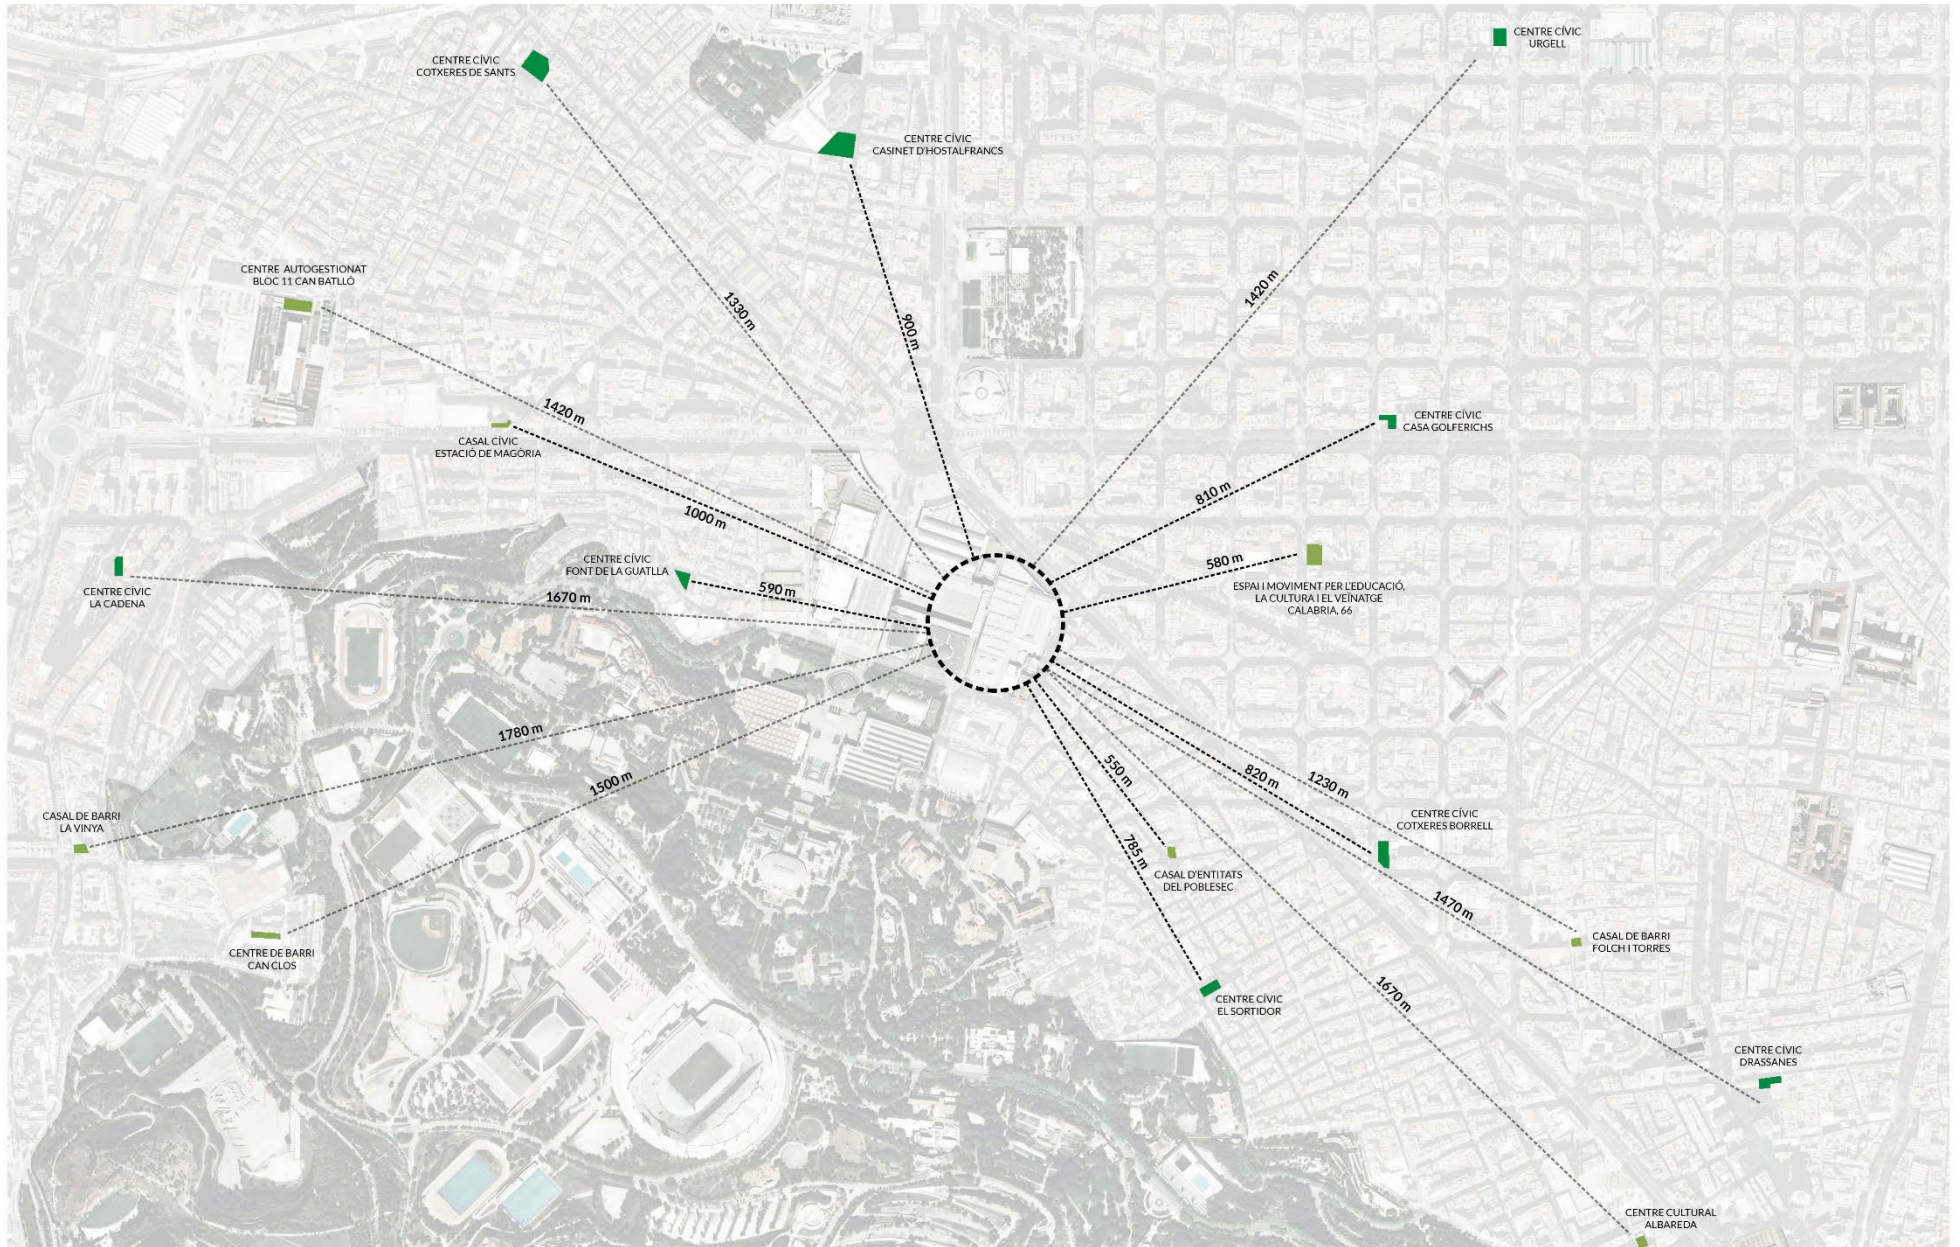 CENTRE CÍVIC
URGELL
CENTRE CÍVIC
COTXERES DE SANTS
CENTRE CÍVIC
CASINET D'HOSTALFRANCS
CENTRE AUTOGESTIONAT
BLOC 11 CAN BATLLÓ
1330 m
900 m
1420 m
1420 m
CENTRE CÍVIC
CASA GOLFERICHS
CASAL CÍVIC
ESTACIÓ DE MAGÒRIA
1000 m
810 m
CENTRE CÍVIC
FONT DE LA GUATLLA
590 m
580 m
ESPAI I MOVIMENT PER L'EDUCACIÓ,
LA CULTURA I EL VEÏNATGE
CALABRIA, 66
CENTRE CÍVIC
LA CADENA
1670 m
1780 m
1500 m
550 m
820 m
1230 m
CASAL DE BARRI
LA VINYA
CENTRE CÍVIC
COTXERES BORRELL
785 m
CASAL D'ENTITATS
DEL POBLESEC
1470 m
CENTRE DE BARRI
CAN CLOS
CASAL DE BARRI
FOLCH I TORRES
1670 m
CENTRE CÍVIC
EL SORTIDOR
CENTRE CÍVIC
DRASSANES
CENTRE CULTURAL
ALBAREDA